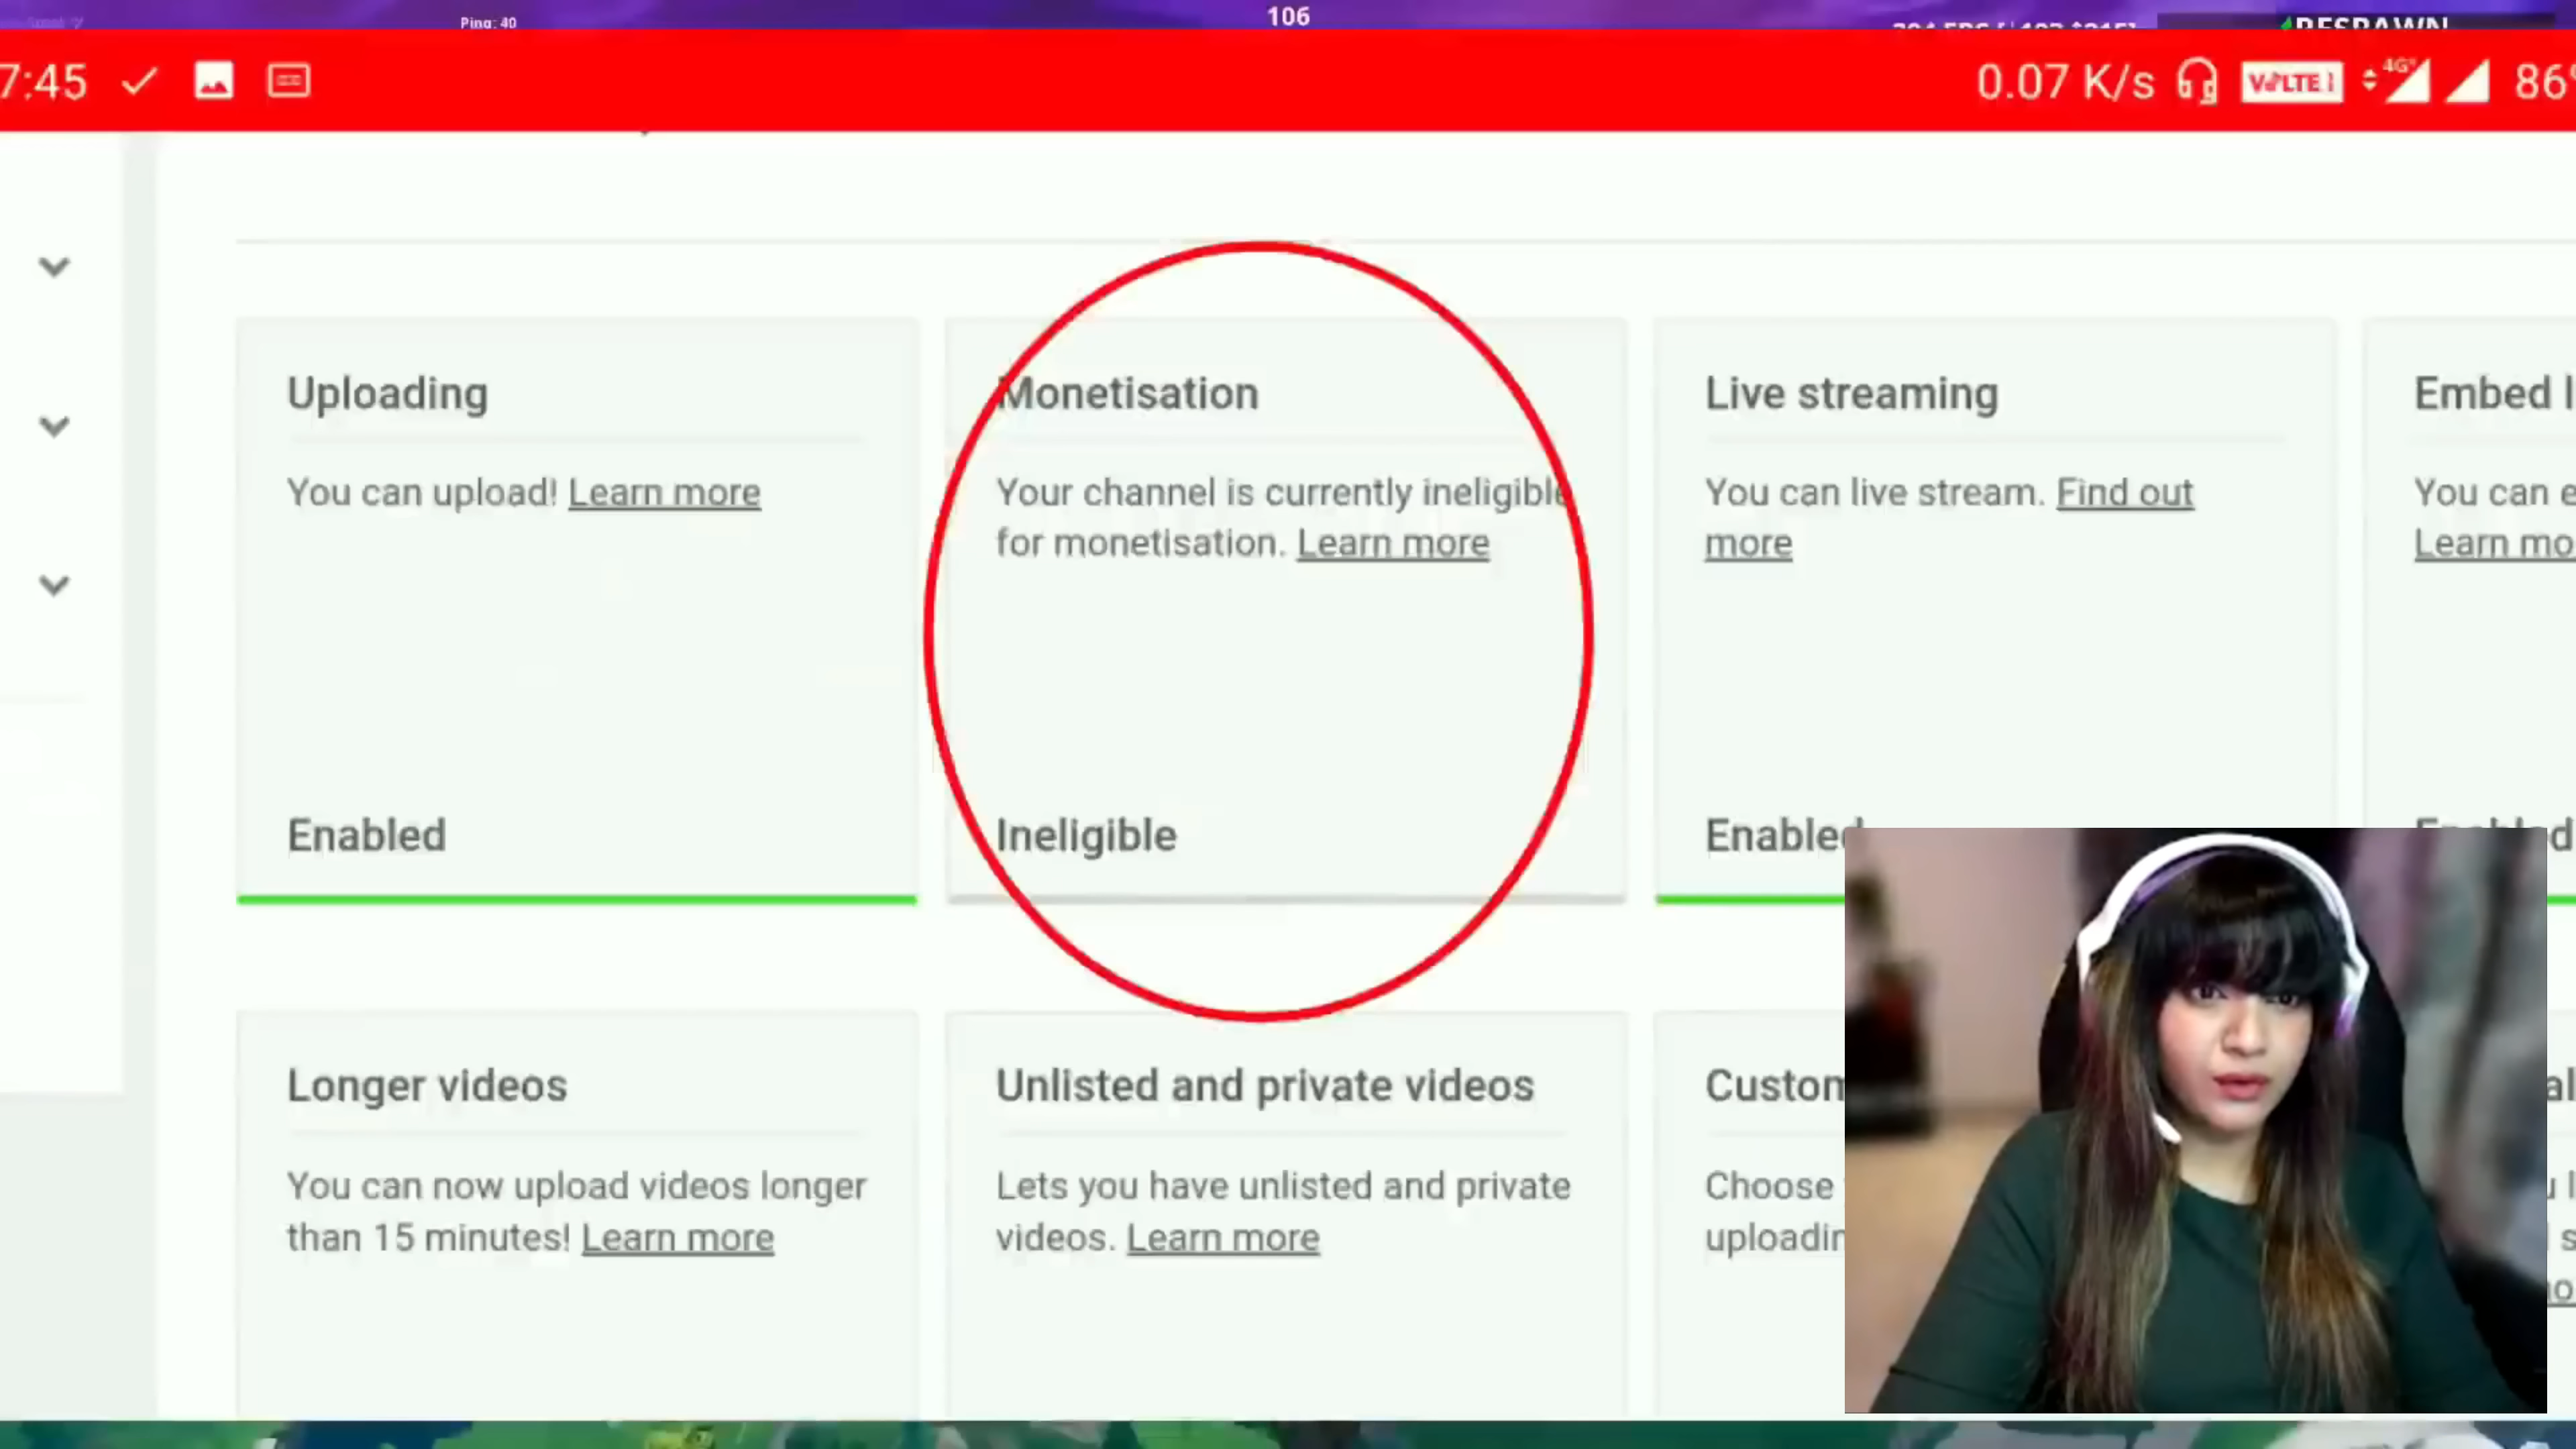 Ping: 40
106
7:45
0.07 K/s
4G
86
Uploading
You can upload! Learn more
Enabled
Monetisation
Your channel is currently ineligible
for monetisation. Learn more
Ineligible
Live streaming
You can live stream. Find out
more
Enabled
Embed
You can
Learn
Longer videos
You can now upload videos longer
than 15 minutes! Learn more
Unlisted and private videos
Lets you have unlisted and private
videos. Learn more
Custom
Choose